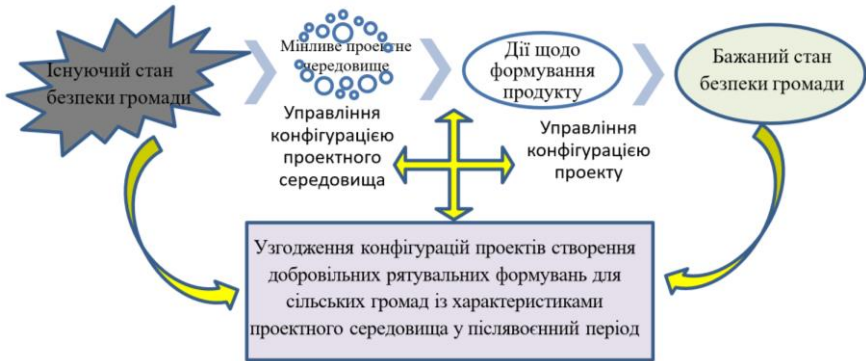 Існуючий стан
безпеки громади
Мінливе проектне
середовище
Дії щодо
формування
продукту
Бажаний стан
безпеки громади
Управління
конфігурацією
проектного
середовища
Управління
конфігурацією
проекту
Узгодження конфігурацій проектів створення
добровільних рятувальних формувань для
сільських громад із характеристиками
проектного середовища у післявоєнний період